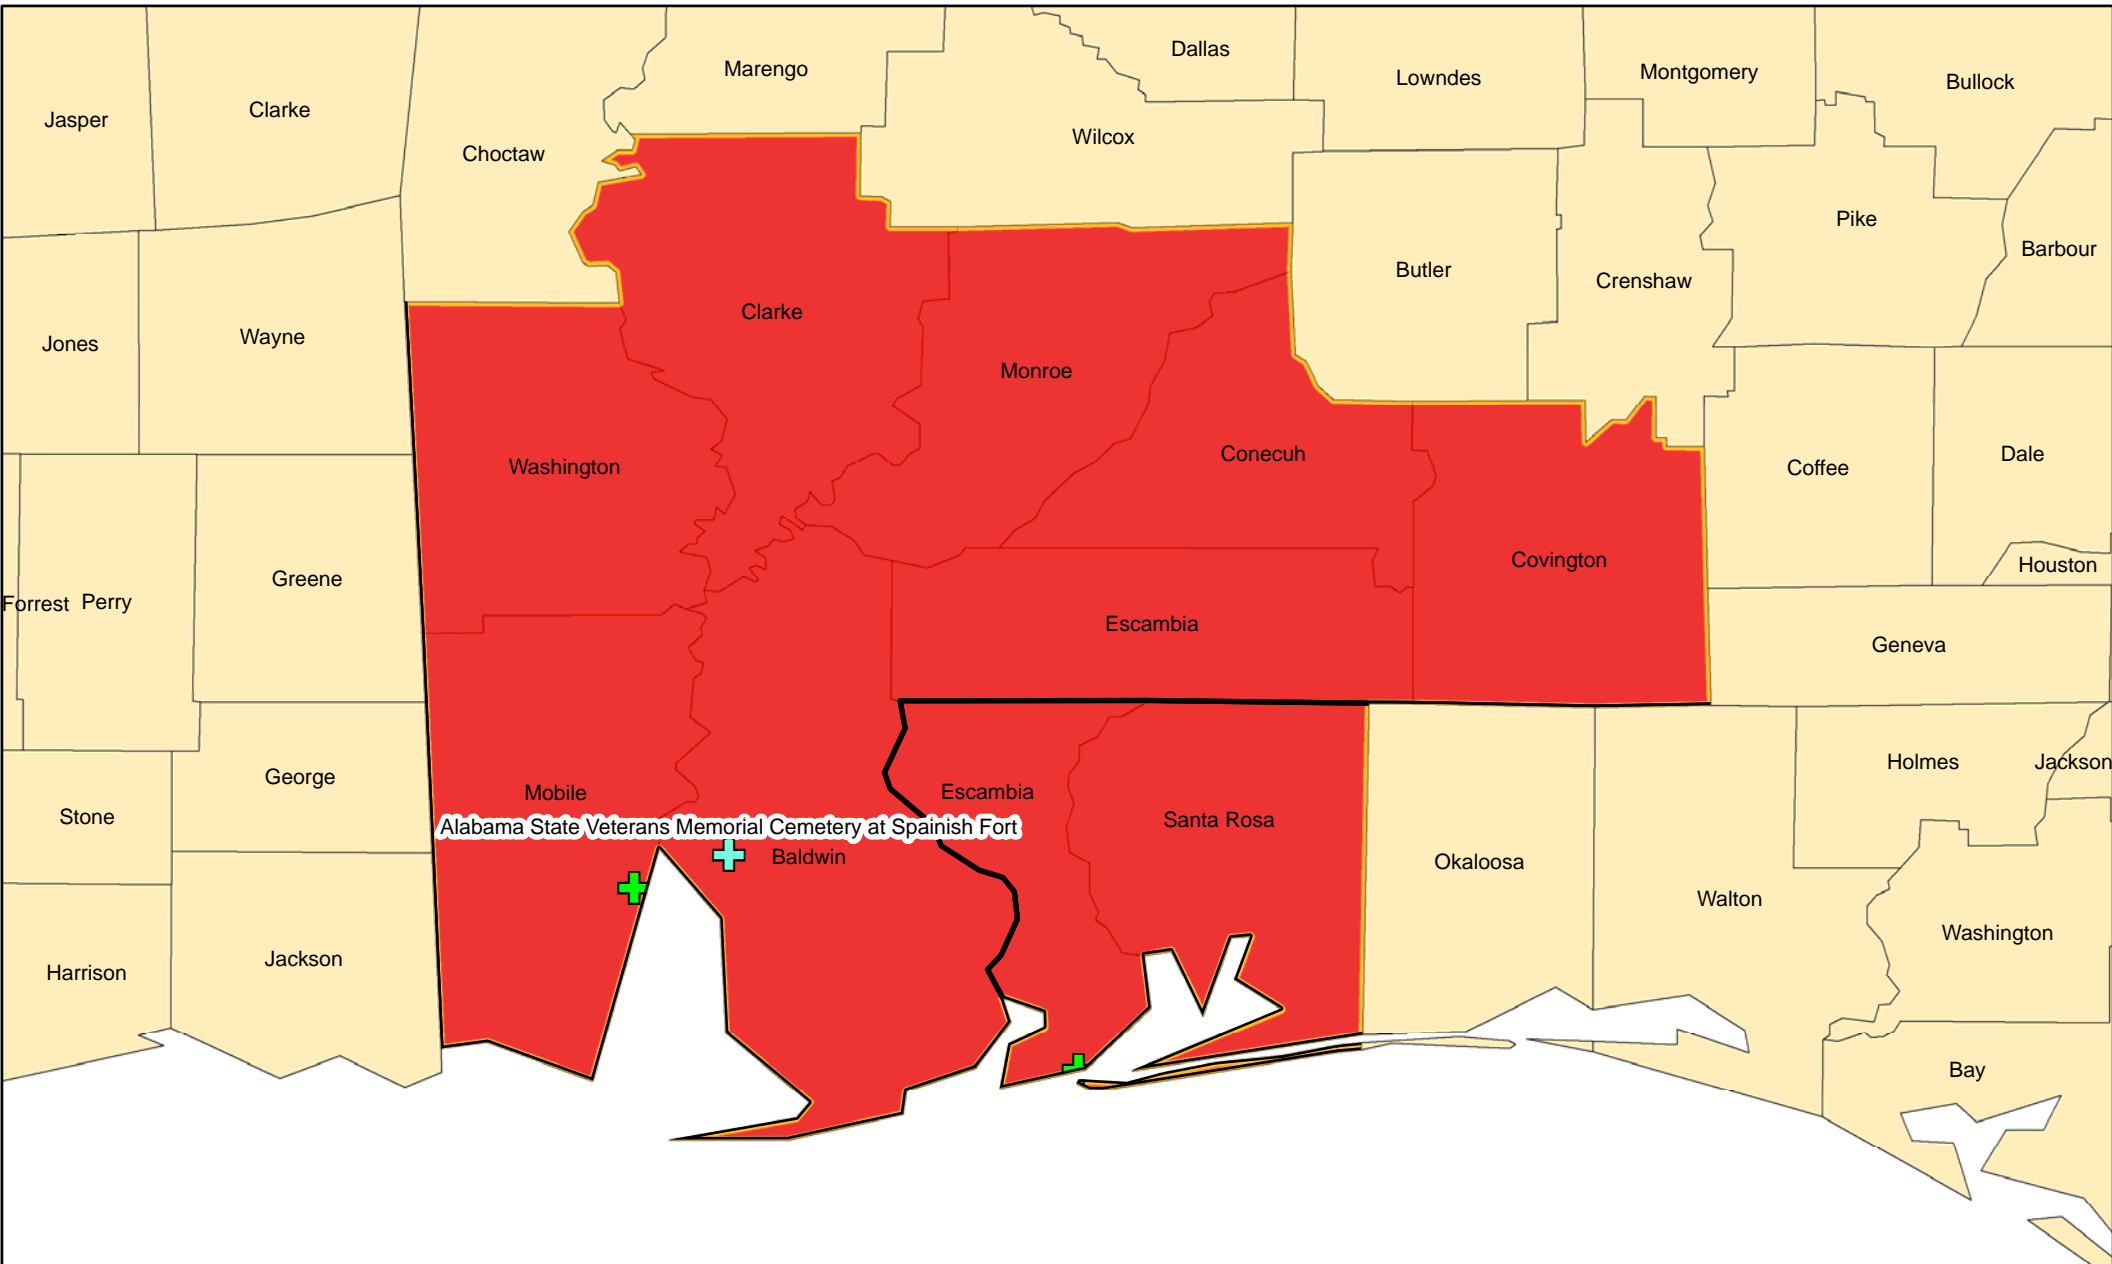 Dallas
Marengo
Montgomery
Lowndes
Bullock
Clarke
Jasper
Wilcox
Choctaw
Pike
Barbour
Butler
Crenshaw
Clarke
Wayne
Jones
Monroe
Conecuh
Dale
Washington
Coffee
Covington
Houston
Greene
Perry
Forrest
Escambia
Geneva
Holmes
Jackson
George
Escambia
Mobile
Stone
Santa Rosa
Alabama State Veterans Memorial Cemetery at Spainish Fort
Baldwin
Okaloosa
Walton
Washington
Jackson
Harrison
Bay